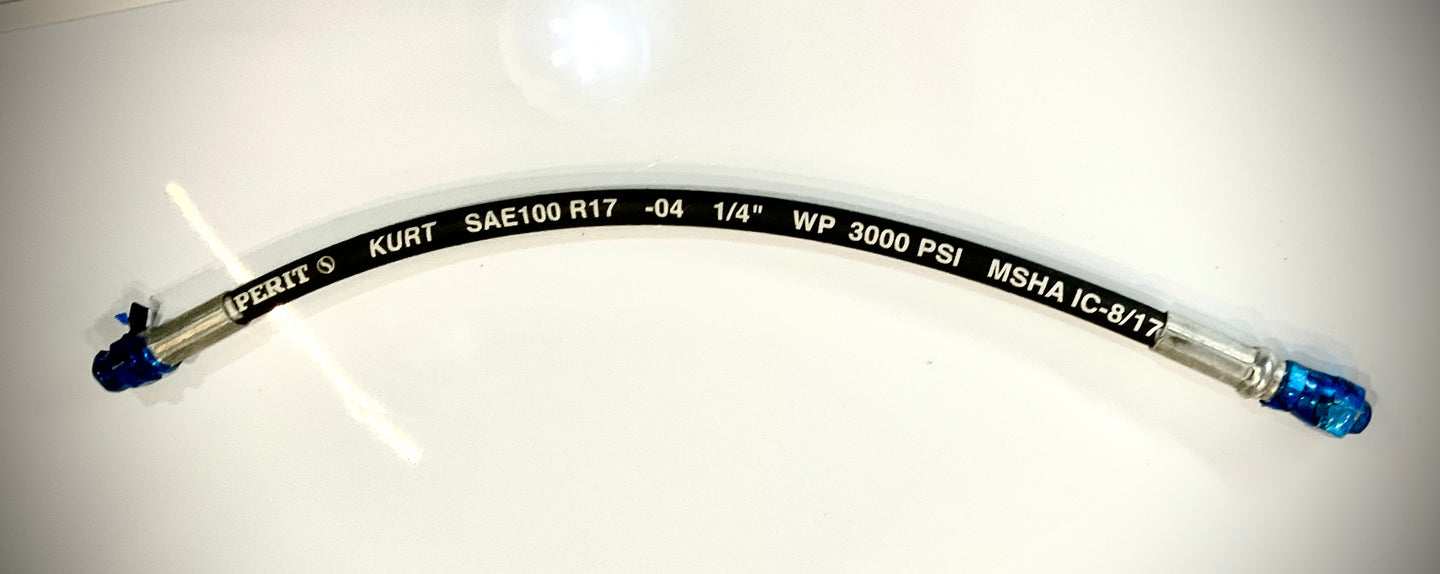 PERIT KURT SAE100 R17 -04 1/4" WP 3000 PSI MSHA IC-8/17